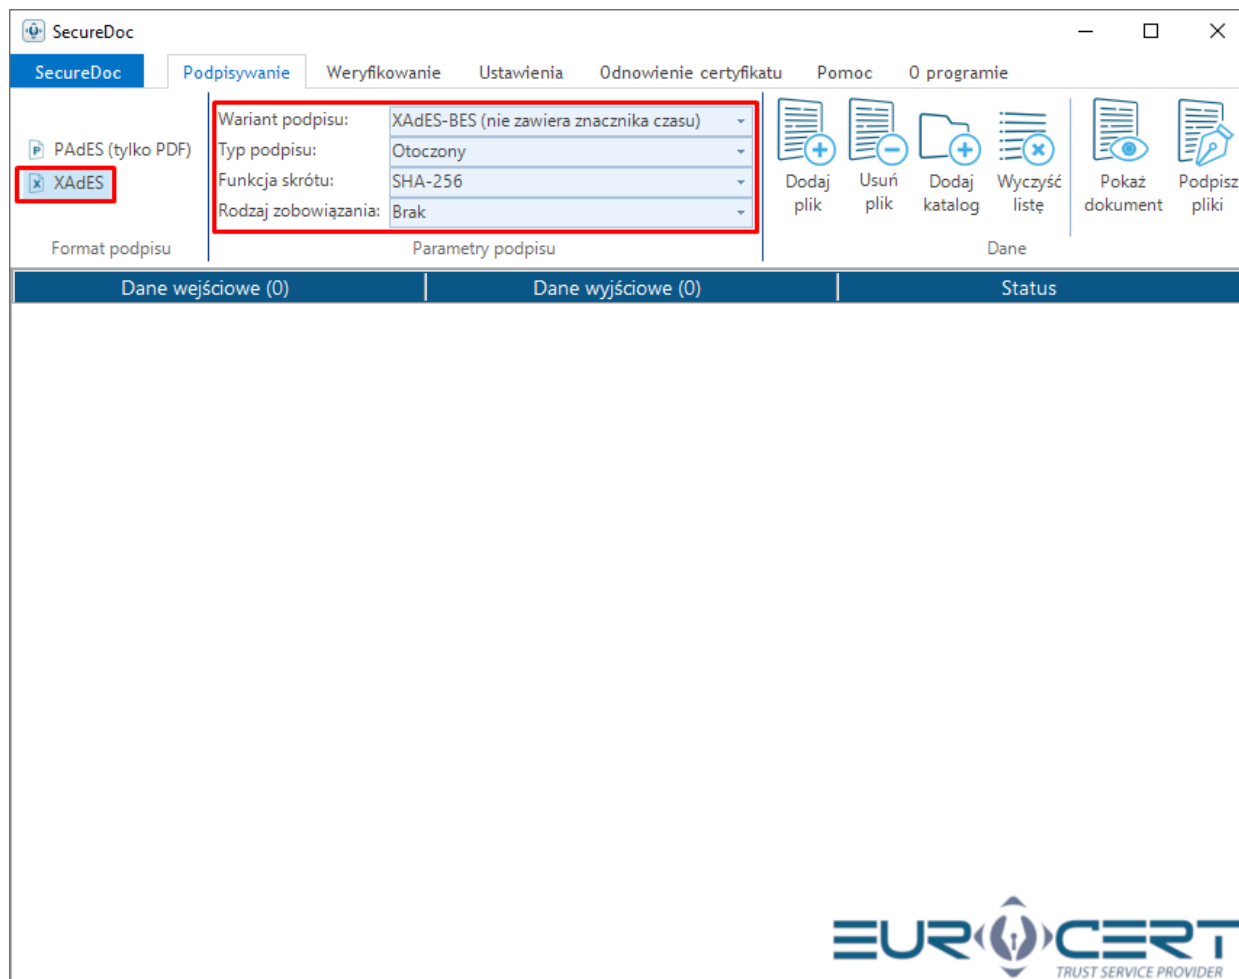 SecureDoc
SecureDoc Podpisywanie Weryfikowanie Ustawienia Odnowienie certyfikatu Pomoc O programie
PAdES (tylko PDF)
XAdES
Format podpisu
Wariant podpisu: XAdES-BES (nie zawiera znacznika czasu)
Typ podpisu: Otoczony
Funkcja skrótu: SHA-256
Rodzaj zobowiązania: Brak
Parametry podpisu
Dodaj plik
Usuń plik
Dodaj katalog
Wyczyść listę
Pokaż dokument
Podpisz pliki
Dane
Dane wejściowe (0) Dane wyjściowe (0) Status
EUROCERT
TRUST SERVICE PROVIDER